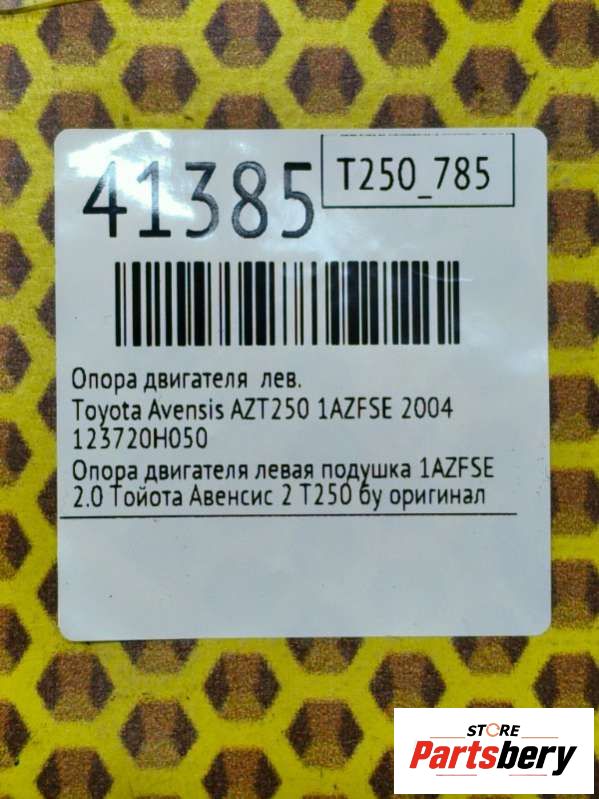 41385
T250_785
Опора двигателя лев.
Toyota Avensis AZT250 1AZFSE 2004
123720H050
Опора двигателя левая подушка 1AZFSE
2.0 Тойота Авенсис 2 Т250 бу оригинал
STORE
Partsbery